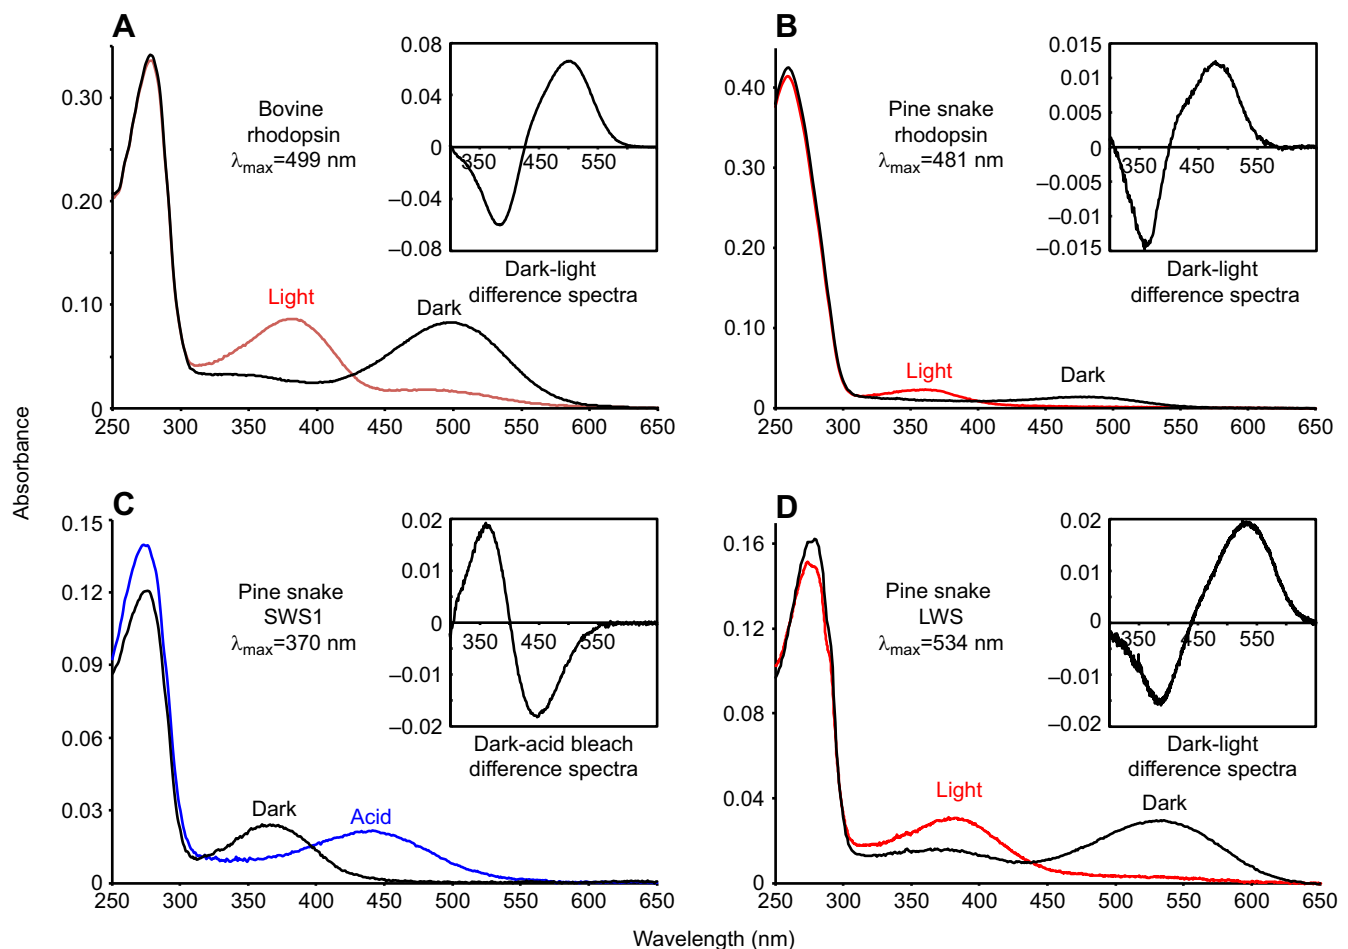 A
0.30
0.20
0.10
0
250 300 350 400 450 500 550 600 650
Bovine
rhodopsin
λmax=499 nm
Light
Dark
0.08
0.04
0
–0.04
–0.08
350 450 550
Dark-light
difference spectra
B
0.40
0.30
0.20
0.10
0
250 300 350 400 450 500 550 600 650
Pine snake
rhodopsin
λmax=481 nm
Light
Dark
0.015
0.010
0.005
0
–0.005
–0.01
–0.015
350 450 550
Dark-light
difference spectra
Absorbance
C
0.15
0.12
0.09
0.06
0.03
0
250 300 350 400 450 500 550 600 650
Pine snake
SWS1
λmax=370 nm
Dark
Acid
0.02
0.01
0
–0.01
–0.02
350 450 550
Dark-acid bleach
difference spectra
D
0.16
0.12
0.08
0.04
0
250 300 350 400 450 500 550 600 650
Pine snake
LWS
λmax=534 nm
Light
Dark
0.02
0.01
0
–0.01
–0.02
350 450 550
Dark-light
difference spectra
Wavelength (nm)